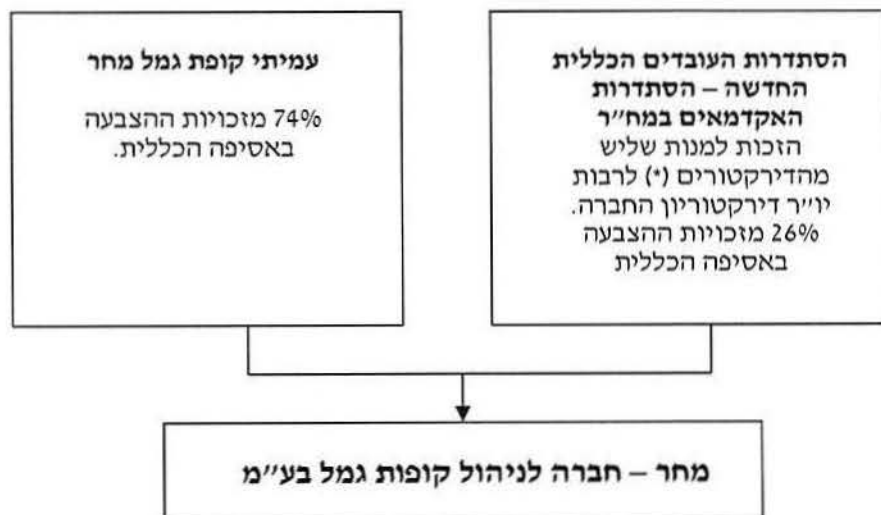 הסתדרות העובדים הכללית
החדשה – הסתדרות
האקדמאים במח״ר
הזכות למנות שליש
מהדירקטורים (*) לרבות
יו״ר דירקטוריון החברה.
26% מזכויות ההצבעה
באסיפה הכללית
עמיתי קופת גמל מחר
74% מזכויות ההצבעה
באסיפה הכללית.
מחר – חברה לניהול קופות גמל בע״מ